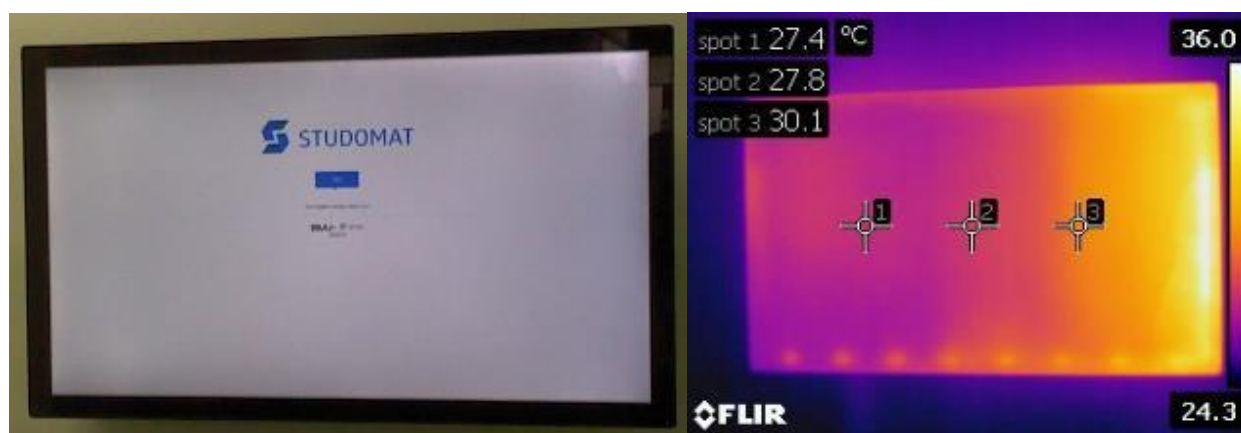 STUDOMAT
spot 1 27.4 °C
spot 2 27.8
spot 3 30.1
36.0
1
2
3
FLIR
24.3